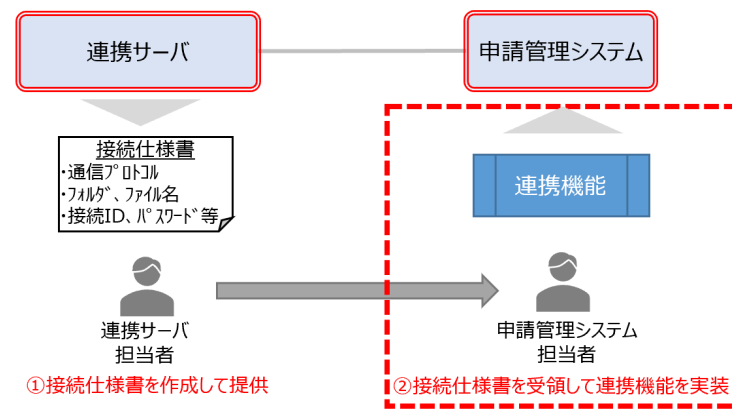 連携サーバ
申請管理システム
接続仕様書
・通信ﾌﾟﾛﾄｺﾙ
・ﾌｫﾙﾀﾞ、ﾌｧｲﾙ名
・接続ID、ﾊﾟｽﾜｰﾄﾞ等
連携機能
連携サーバ
担当者
申請管理システム
担当者
①接続仕様書を作成して提供
②接続仕様書を受領して連携機能を実装